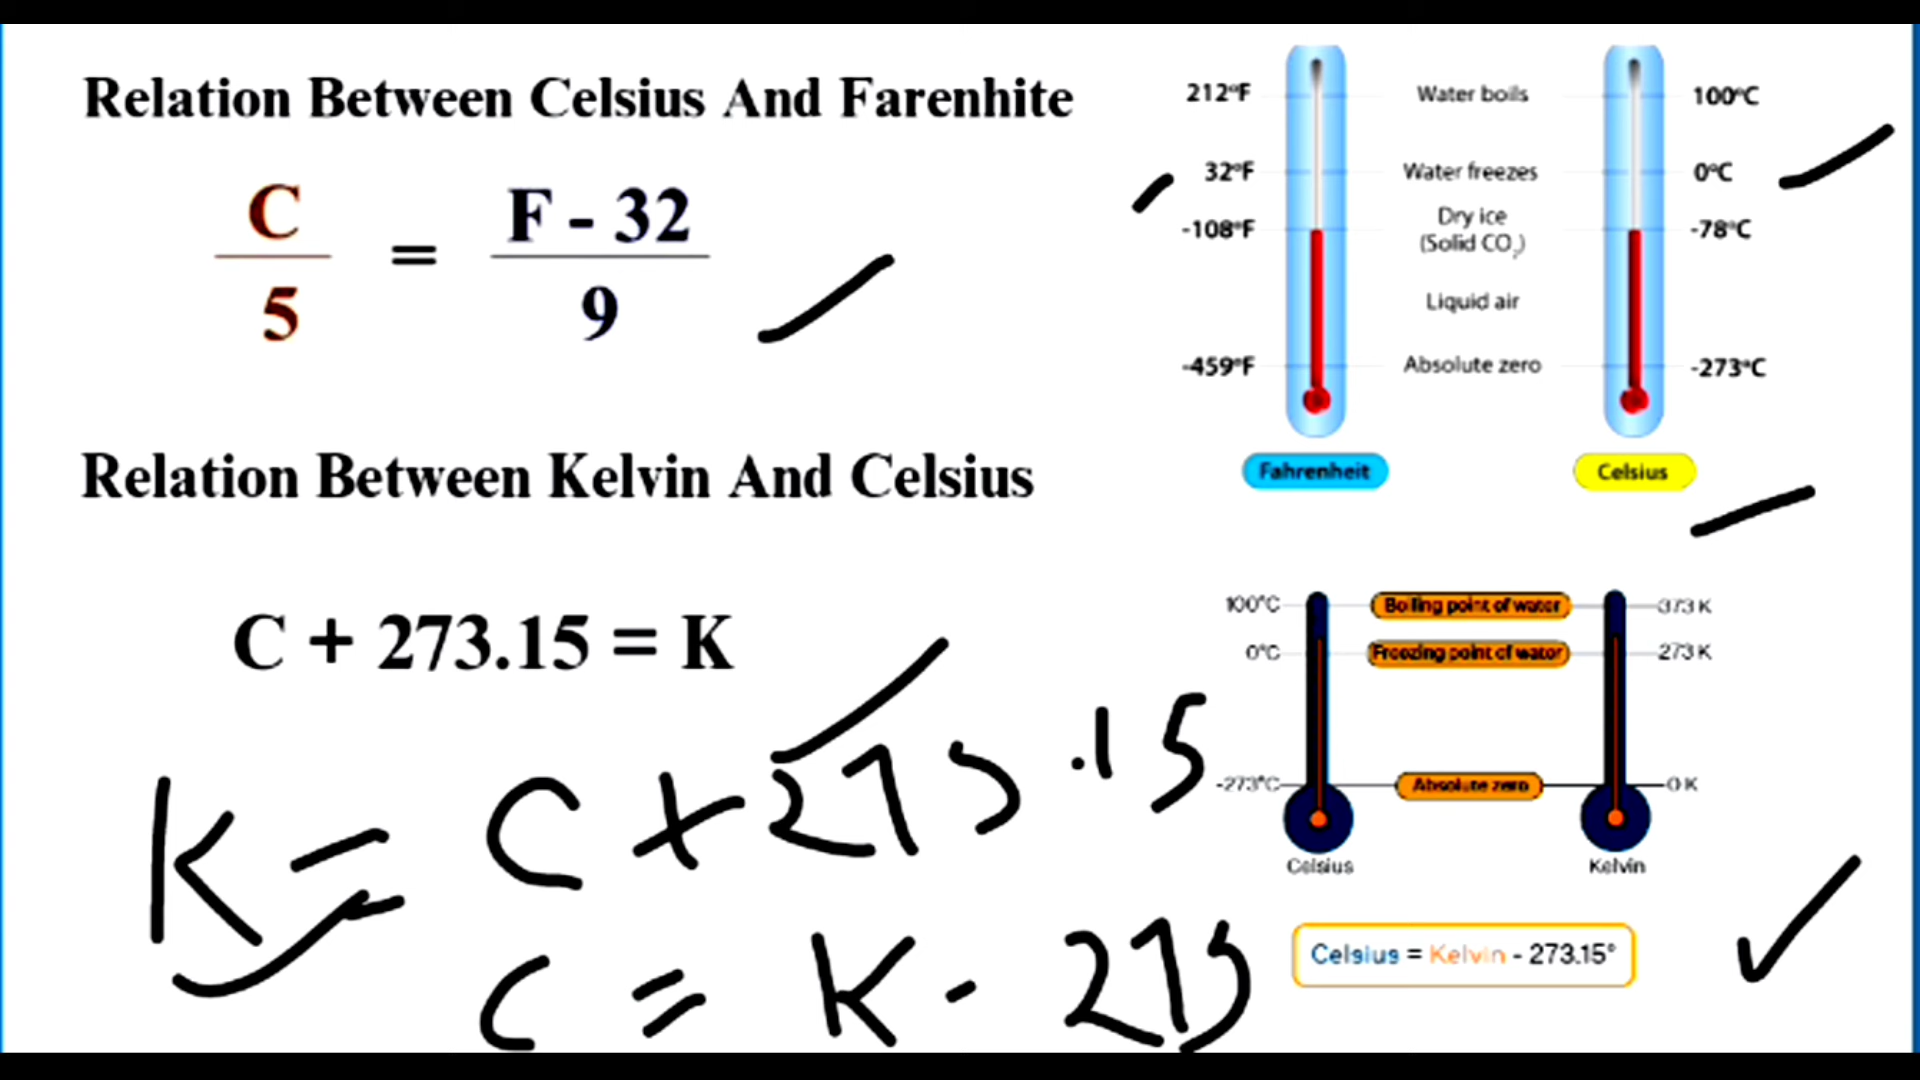 Relation Between Celsius And Farenhite
C
5
=
F - 32
9
212°F Water boils 100°C
32°F Water freezes 0°C
-108°F Dry ice (Solid CO₂) -78°C
Liquid air
-459°F Absolute zero -273°C
Fahrenheit Celsius
Relation Between Kelvin And Celsius
C + 273.15 = K
K = C + 273.15
C = K - 273
100°C Boiling point of water 373 K
0°C Freezing point of water 273 K
-273°C Absolute zero 0 K
Celsius Kelvin
Celsius = Kelvin - 273.15°